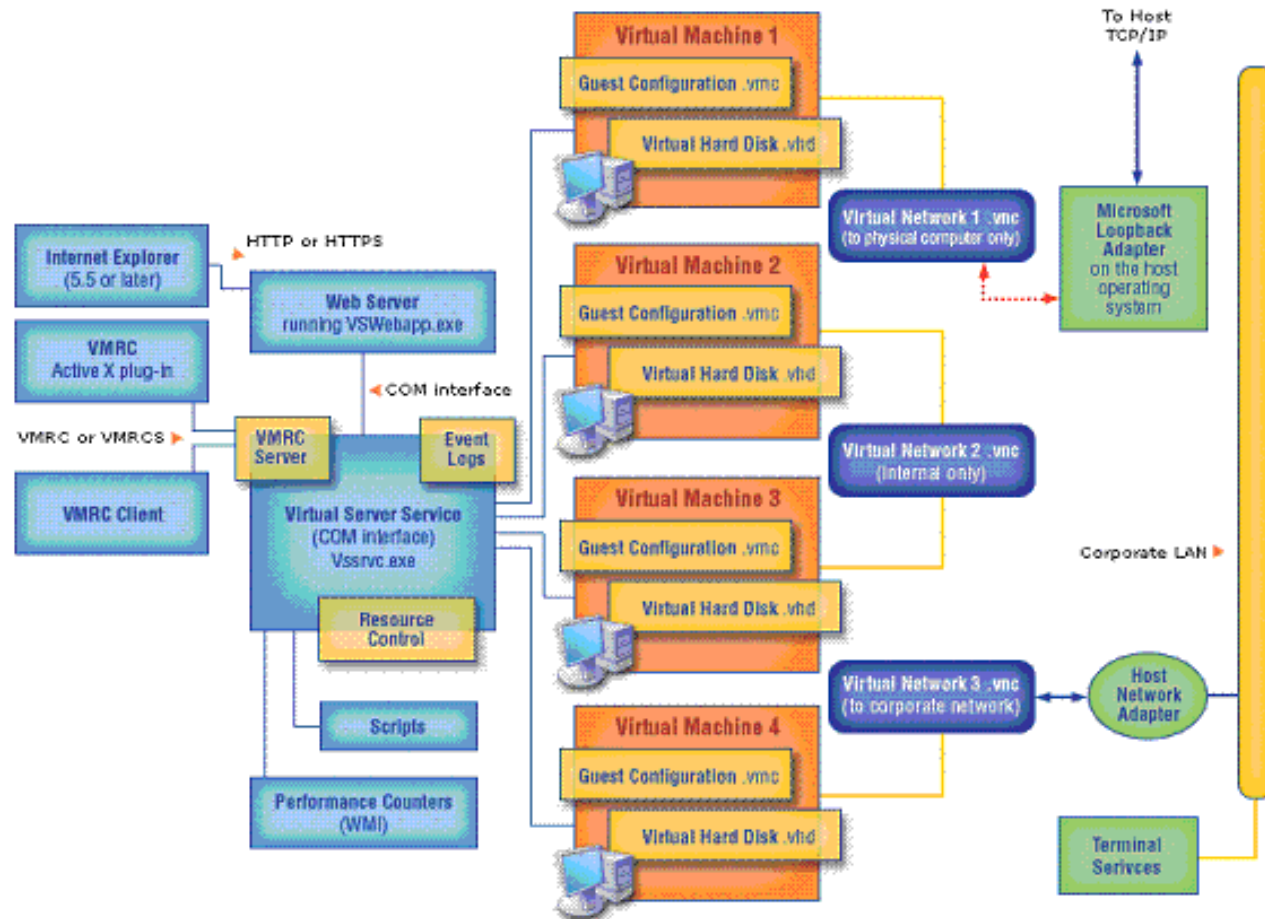 To Host
TCP/IP
Virtual Machine 1
Guest Configuration .vmc
Virtual Hard Disk .vhd
Virtual Network 1 .vnc
(to physical computer only)
Microsoft
Loopback
Adapter
on the host
operating
system
Internet Explorer
(5.5 or later)
HTTP or HTTPS
Web Server
running VSWebapp.exe
VMRC
Active X plug-in
COM interface
VMRC or VMRCS
VMRC
Server
Event
Logs
VMRC Client
Virtual Server Service
(COM interface)
Vssrvc.exe
Resource
Control
Scripts
Performance Counters
(WMI)
Virtual Machine 2
Guest Configuration .vmc
Virtual Hard Disk .vhd
Virtual Network 2 .vnc
(Internal only)
Virtual Machine 3
Guest Configuration .vmc
Virtual Hard Disk .vhd
Corporate LAN
Virtual Network 3 .vnc
(to corporate network)
Host
Network
Adapter
Virtual Machine 4
Guest Configuration .vmc
Virtual Hard Disk .vhd
Terminal
Serivces